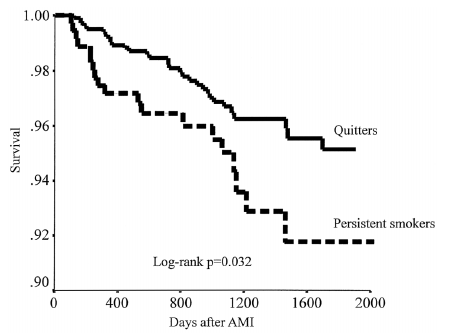 1.00
.98
.96
.94
.92
.90
Survival
Quitters
Persistent smokers
Log-rank p=0.032
0 400 800 1200 1600 2000
Days after AMI